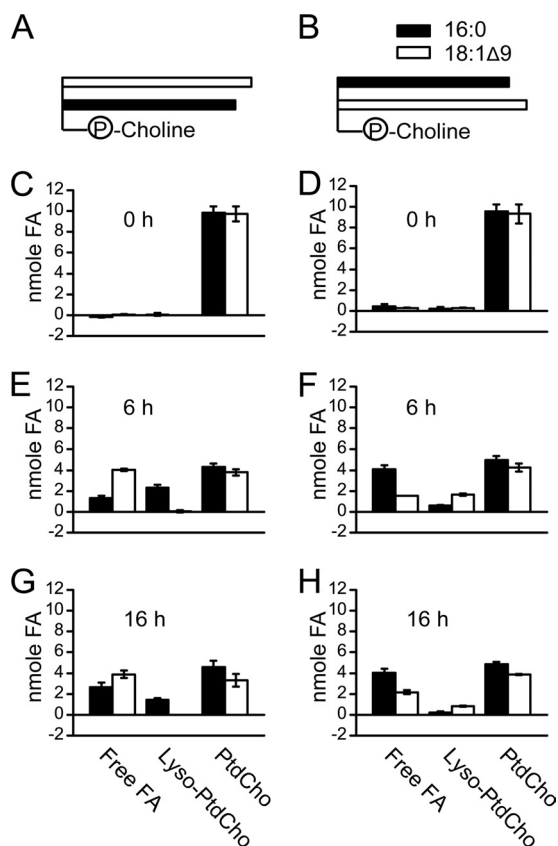 A
B
16:0
18:1Δ9
P-Choline
P-Choline
C
D
nmole FA
12
10
8
6
4
2
0
-2
0 h
nmole FA
12
10
8
6
4
2
0
-2
0 h
E
F
nmole FA
12
10
8
6
4
2
0
-2
6 h
nmole FA
12
10
8
6
4
2
0
-2
6 h
G
H
nmole FA
12
10
8
6
4
2
0
-2
16 h
nmole FA
12
10
8
6
4
2
0
-2
16 h
Free FA
Lyso-PtdCho
PtdCho
Free FA
Lyso-PtdCho
PtdCho